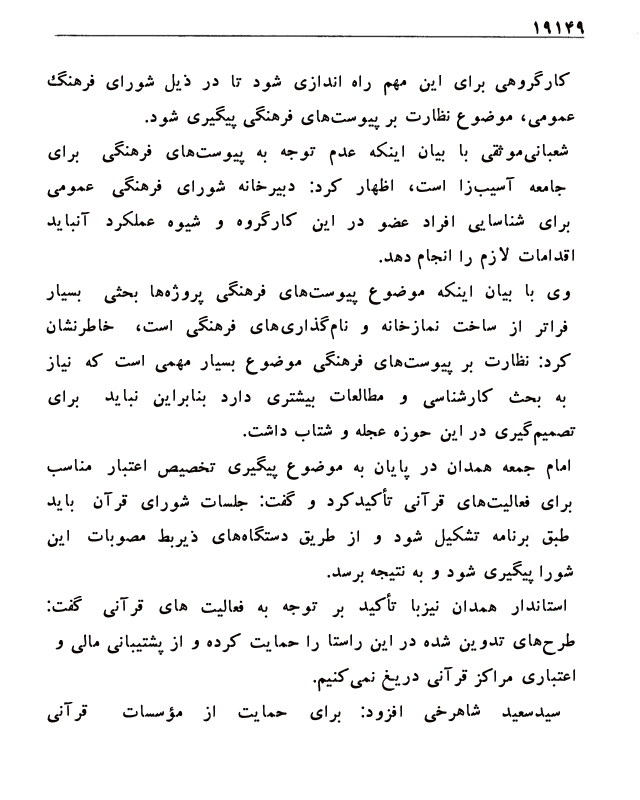 ۱۹۱۴۹
کارگروهی برای این مهم راه اندازی شود تا در ذیل شورای فرهنگ
عمومی، موضوع نظارت بر پیوست‌های فرهنگی پیگیری شود.
شعبانی‌موثقی با بیان اینکه عدم توجه به پیوست‌های فرهنگی برای
جامعه آسیب‌زا است، اظهار کرد: دبیرخانه شورای فرهنگی عمومی
برای شناسایی افراد عضو در این کارگروه و شیوه عملکرد آنباید
اقدامات لازم را انجام دهد.
وی با بیان اینکه موضوع پیوست‌های فرهنگی پروژه‌ها بحثی بسیار
فراتر از ساخت نمازخانه و نام‌گذاری‌های فرهنگی است، خاطرنشان
کرد: نظارت بر پیوست‌های فرهنگی موضوع بسیار مهمی است که نیاز
به بحث کارشناسی و مطالعات بیشتری دارد بنابراین نباید برای
تصمیم‌گیری در این حوزه عجله و شتاب داشت.
امام جمعه همدان در پایان به موضوع پیگیری تخصیص اعتبار مناسب
برای فعالیت‌های قرآنی تأکیدکرد و گفت: جلسات شورای قرآن باید
طبق برنامه تشکیل شود و از طریق دستگاه‌های ذیربط مصوبات این
شورا پیگیری شود و به نتیجه برسد.
استاندار همدان نیزبا تأکید بر توجه به فعالیت های قرآنی گفت:
طرح‌های تدوین شده در این راستا را حمایت کرده و از پشتیبانی مالی و
اعتباری مراکز قرآنی دریغ نمی‌کنیم.
سیدسعید شاهرخی افزود: برای حمایت از مؤسسات قرآنی